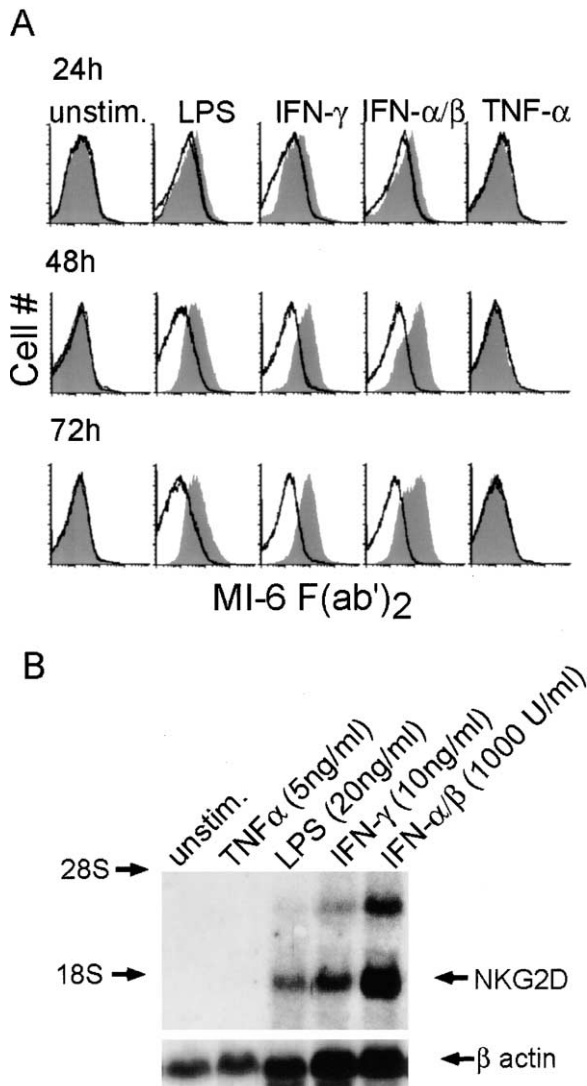 A
24h
unstim. LPS IFN-γ IFN-α/β TNF-α
48h
72h
Cell #
MI-6 F(ab')2
B
unstim.
TNFα (5ng/ml)
LPS (20ng/ml)
IFN-γ (10ng/ml)
IFN-α/β (1000 U/ml)
28S
18S
NKG2D
β actin